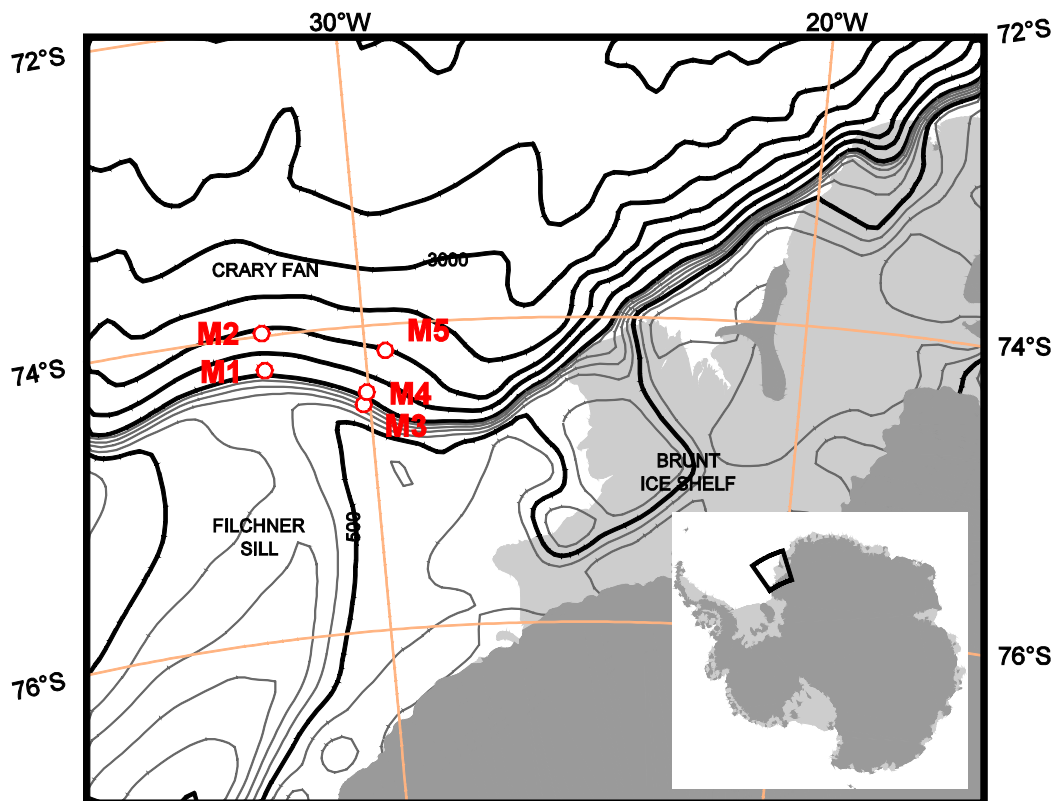 30°W
20°W
72°S
72°S
CRARY FAN
3000
M2
M5
74°S
74°S
M1
M4
M3
BRUNT
ICE SHELF
FILCHNER
SILL
500
76°S
76°S